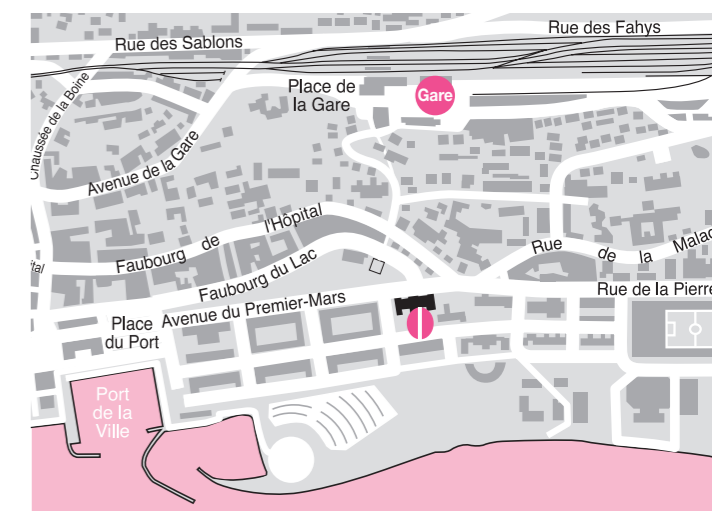 Rue des Fahys
Rue des Sablons
Place de
la Gare
Gare
Chaussée de la Boine
Avenue de la Gare
Faubourg de l'Hôpital
Rue de la Malad
ital
Faubourg du Lac
Avenue du Premier-Mars
Rue de la Pierre
Place
du Port
Port
de la
Ville